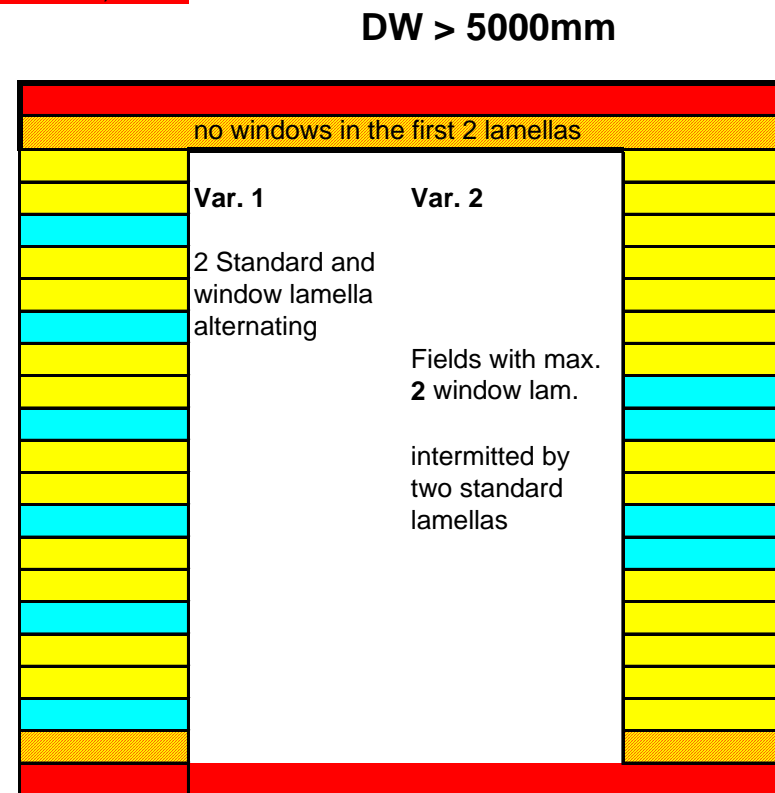 DW > 5000mm
no windows in the first 2 lamellas
Var. 1
2 Standard and
window lamella
alternating
Var. 2
Fields with max.
2 window lam.
intermitted by
two standard
lamellas